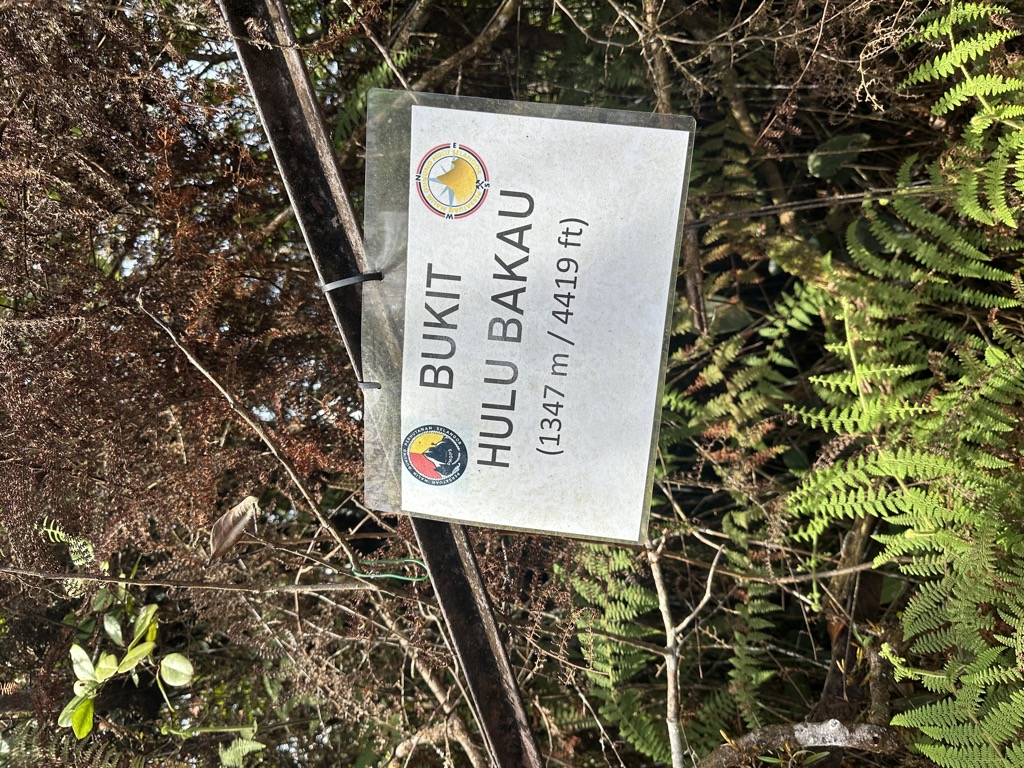 BUKIT
HULU BAKAU
(1347 m / 4419 ft)
N
E
S
W